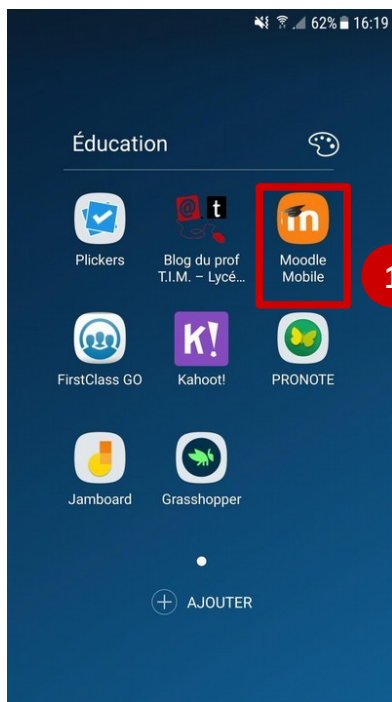 62% 16:19
Éducation
@ t
m
Plickers
Blog du prof
T.I.M. – Lycé...
Moodle
Mobile
1
K!
FirstClass GO
Kahoot!
PRONOTE
Jamboard
Grasshopper
AJOUTER